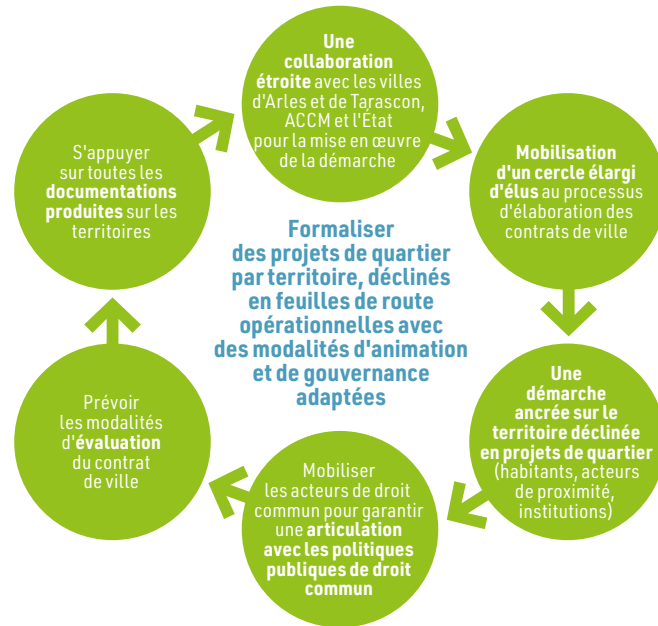 Une
collaboration
étroite avec les villes
d'Arles et de Tarascon,
ACCM et l'État
pour la mise en œuvre
de la démarche
Mobilisation
d'un cercle élargi
d'élus au processus
d'élaboration des
contrats de ville
Une
démarche
ancrée sur le
territoire déclinée
en projets de quartier
(habitants, acteurs
de proximité,
institutions)
Mobiliser
les acteurs de droit
commun pour garantir
une articulation
avec les politiques
publiques de droit
commun
Prévoir
les modalités
d'évaluation
du contrat
de ville
S'appuyer
sur toutes les
documentations
produites sur les
territoires
Formaliser
des projets de quartier
par territoire, déclinés
en feuilles de route
opérationnelles avec
des modalités d'animation
et de gouvernance
adaptées